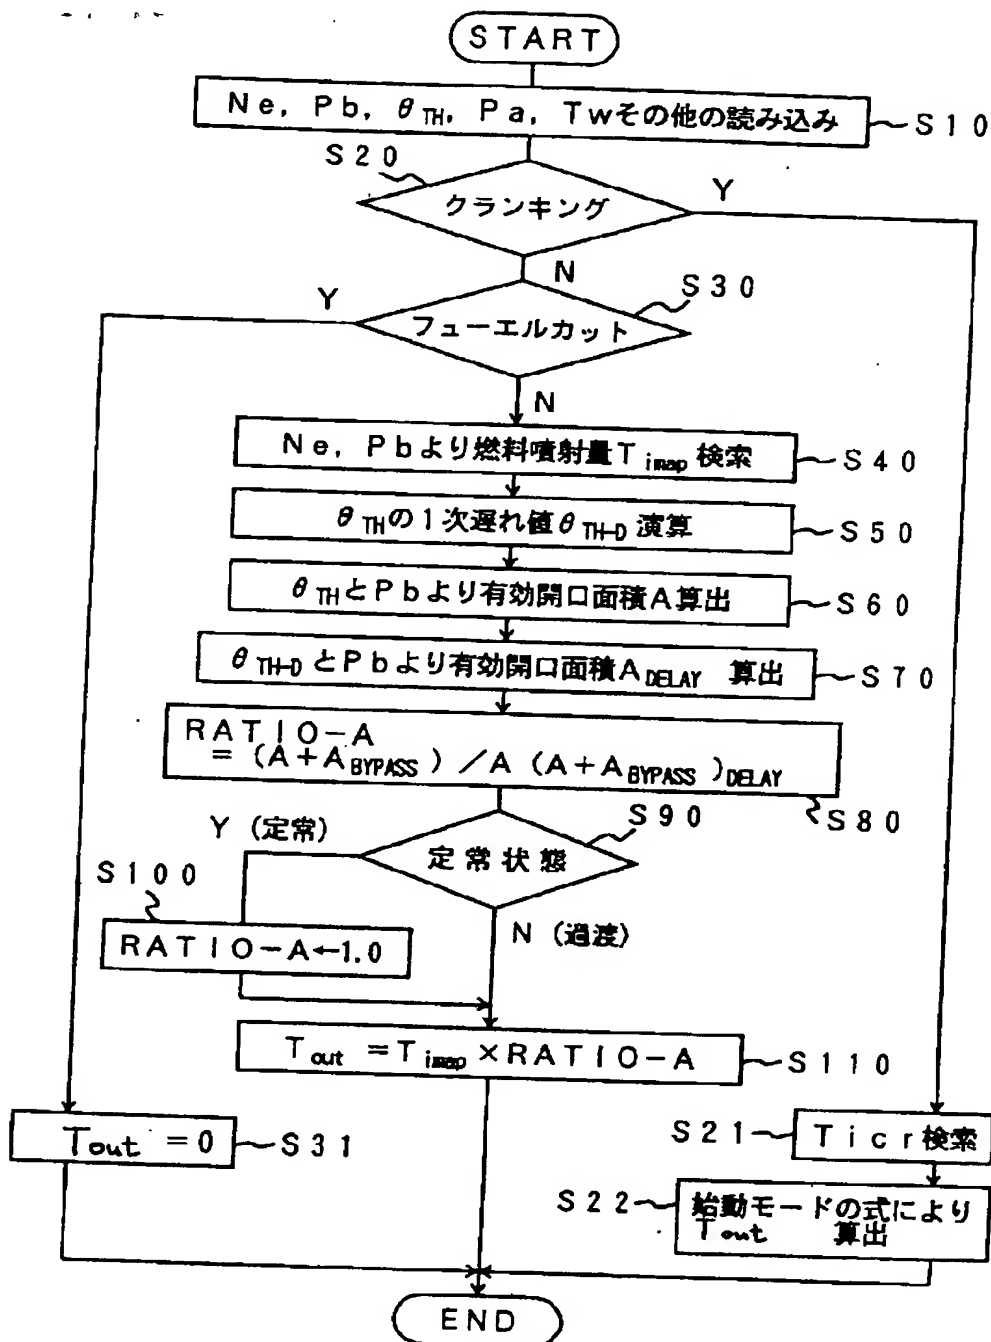 START
Ne, Pb, θTH, Pa, Twその他の読み込み
S10
S20
クランキング
Y
N
S30
Y
フューエルカット
N
Ne, Pbより燃料噴射量Timap検索
S40
θTHの1次遅れ値θTH-D演算
S50
θTHとPbより有効開口面積A算出
S60
θTH-DとPbより有効開口面積ADELAY 算出
S70
RATIO-A
= (A+ABYPASS) /A (A+ABYPASS)DELAY
S80
S90
Y (定常)
定常状態
S100
N (過渡)
RATIO-A←1.0
Tout =Timap×RATIO-A
S110
Tout =0
S31
S21
Ticr検索
S22
始動モードの式により
Tout 算出
END